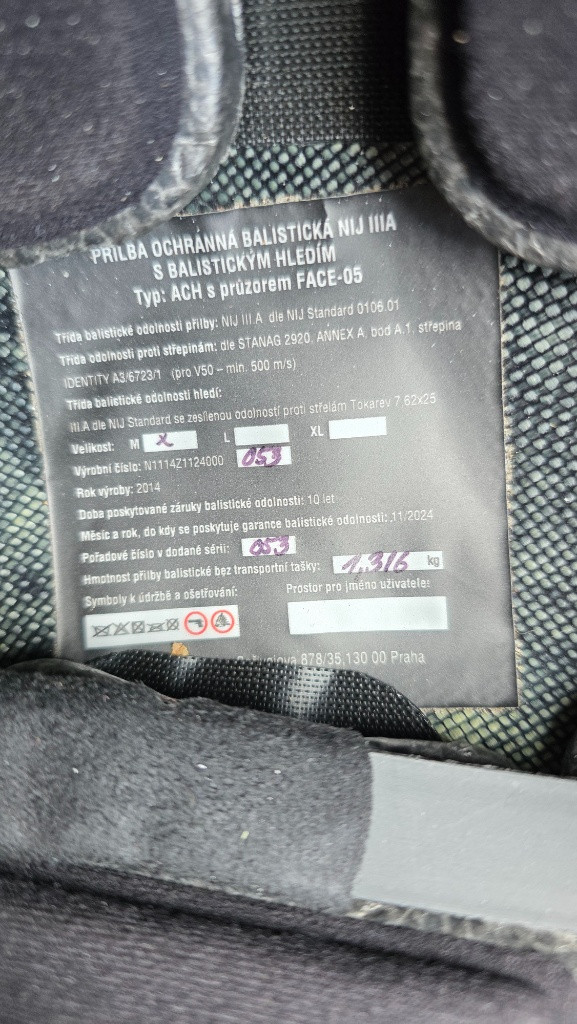 PŘILBA OCHRANNÁ BALISTICKÁ NIJ IIIA
S BALISTICKÝM HLEDÍM
Typ: ACH s průzorem FACE-05
Třída balistické odolnosti přilby: NIJ III.A dle NIJ Standard 0106.01
Třída odolnosti proti střepinám: dle STANAG 2920, ANNEX A, bod A.1, střepina
IDENTITY A3/6723/1 (pro V50 – min. 500 m/s)
Třída balistické odolnosti hledí:
III.A dle NIJ Standard se zesílenou odolností proti střelám Tokarev 7,62x25
Velikost: M x L XL
Výrobní číslo: N1114Z1124000 053
Rok výroby: 2014
Doba poskytované záruky balistické odolnosti: 10 let
Měsíc a rok, do kdy se poskytuje garance balistické odolnosti: 11/2024
Pořadové číslo v dodané sérii: 053
Hmotnost přilby balistické bez transportní tašky: 1,316 kg
Symboly k údržbě a ošetřování: Prostor pro jméno uživatele:
878/35,130 00 Praha